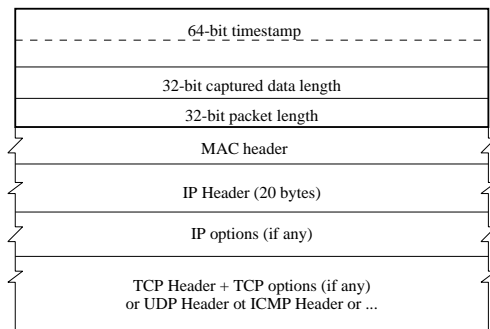 64-bit timestamp
32-bit captured data length
32-bit packet length
MAC header
IP Header (20 bytes)
IP options (if any)
TCP Header + TCP options (if any)
or UDP Header ot ICMP Header or ...